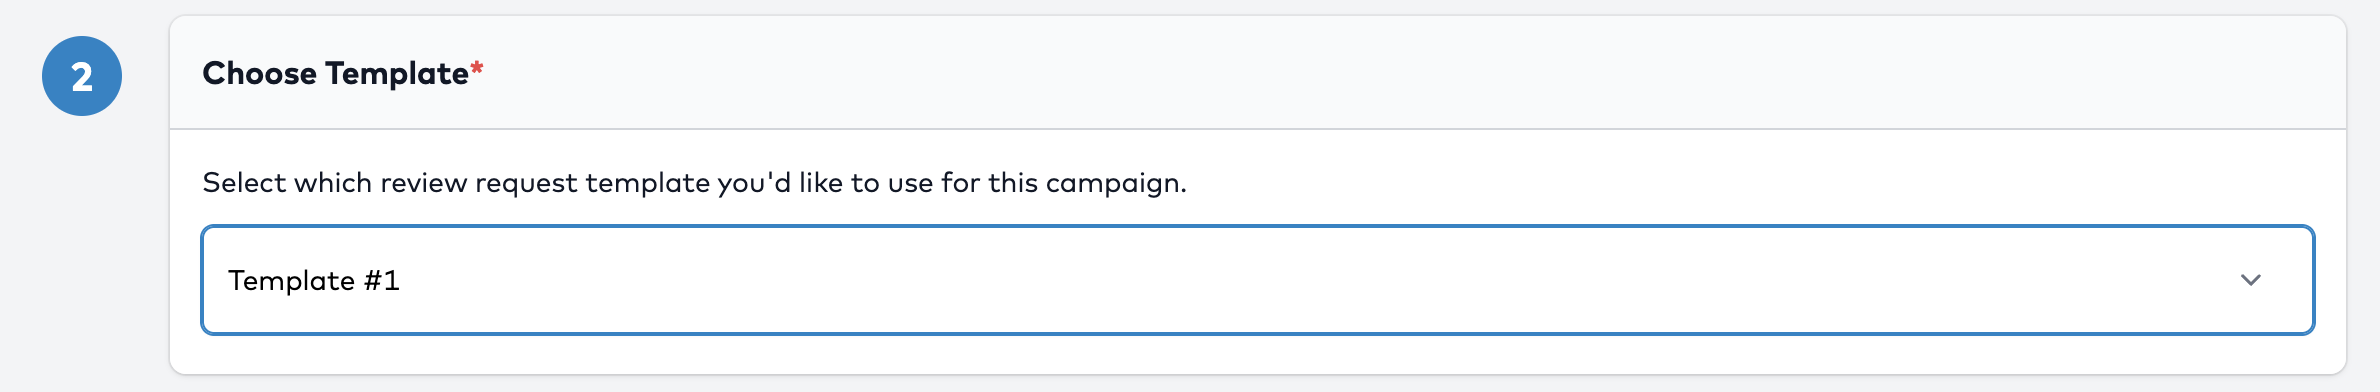 2
Choose Template*
Select which review request template you'd like to use for this campaign.
Template #1